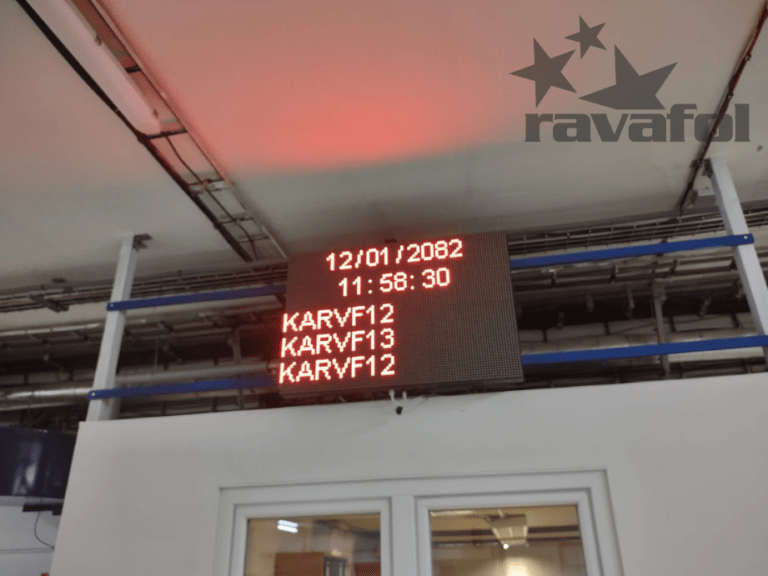 ravafol
12/01/2082
11:58:30
KARVF12
KARVF13
KARVF12